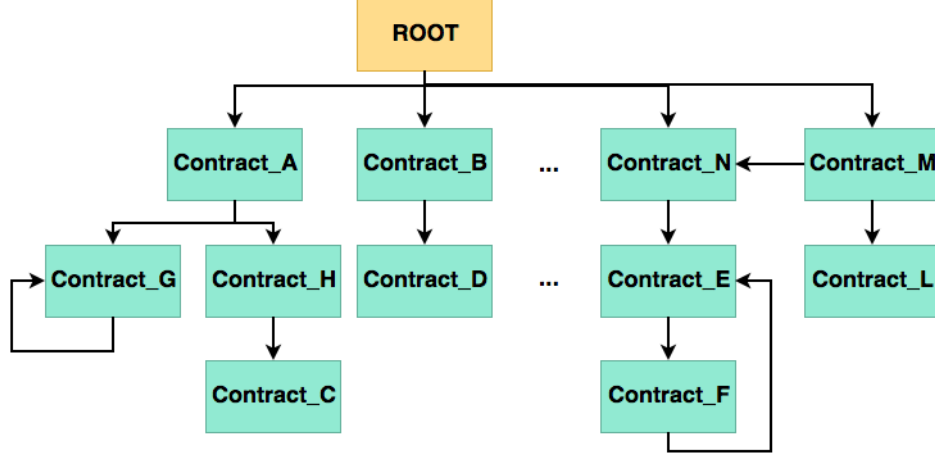 ROOT
Contract_A
Contract_B
...
Contract_N
Contract_M
Contract_G
Contract_H
Contract_D
...
Contract_E
Contract_L
Contract_C
Contract_F